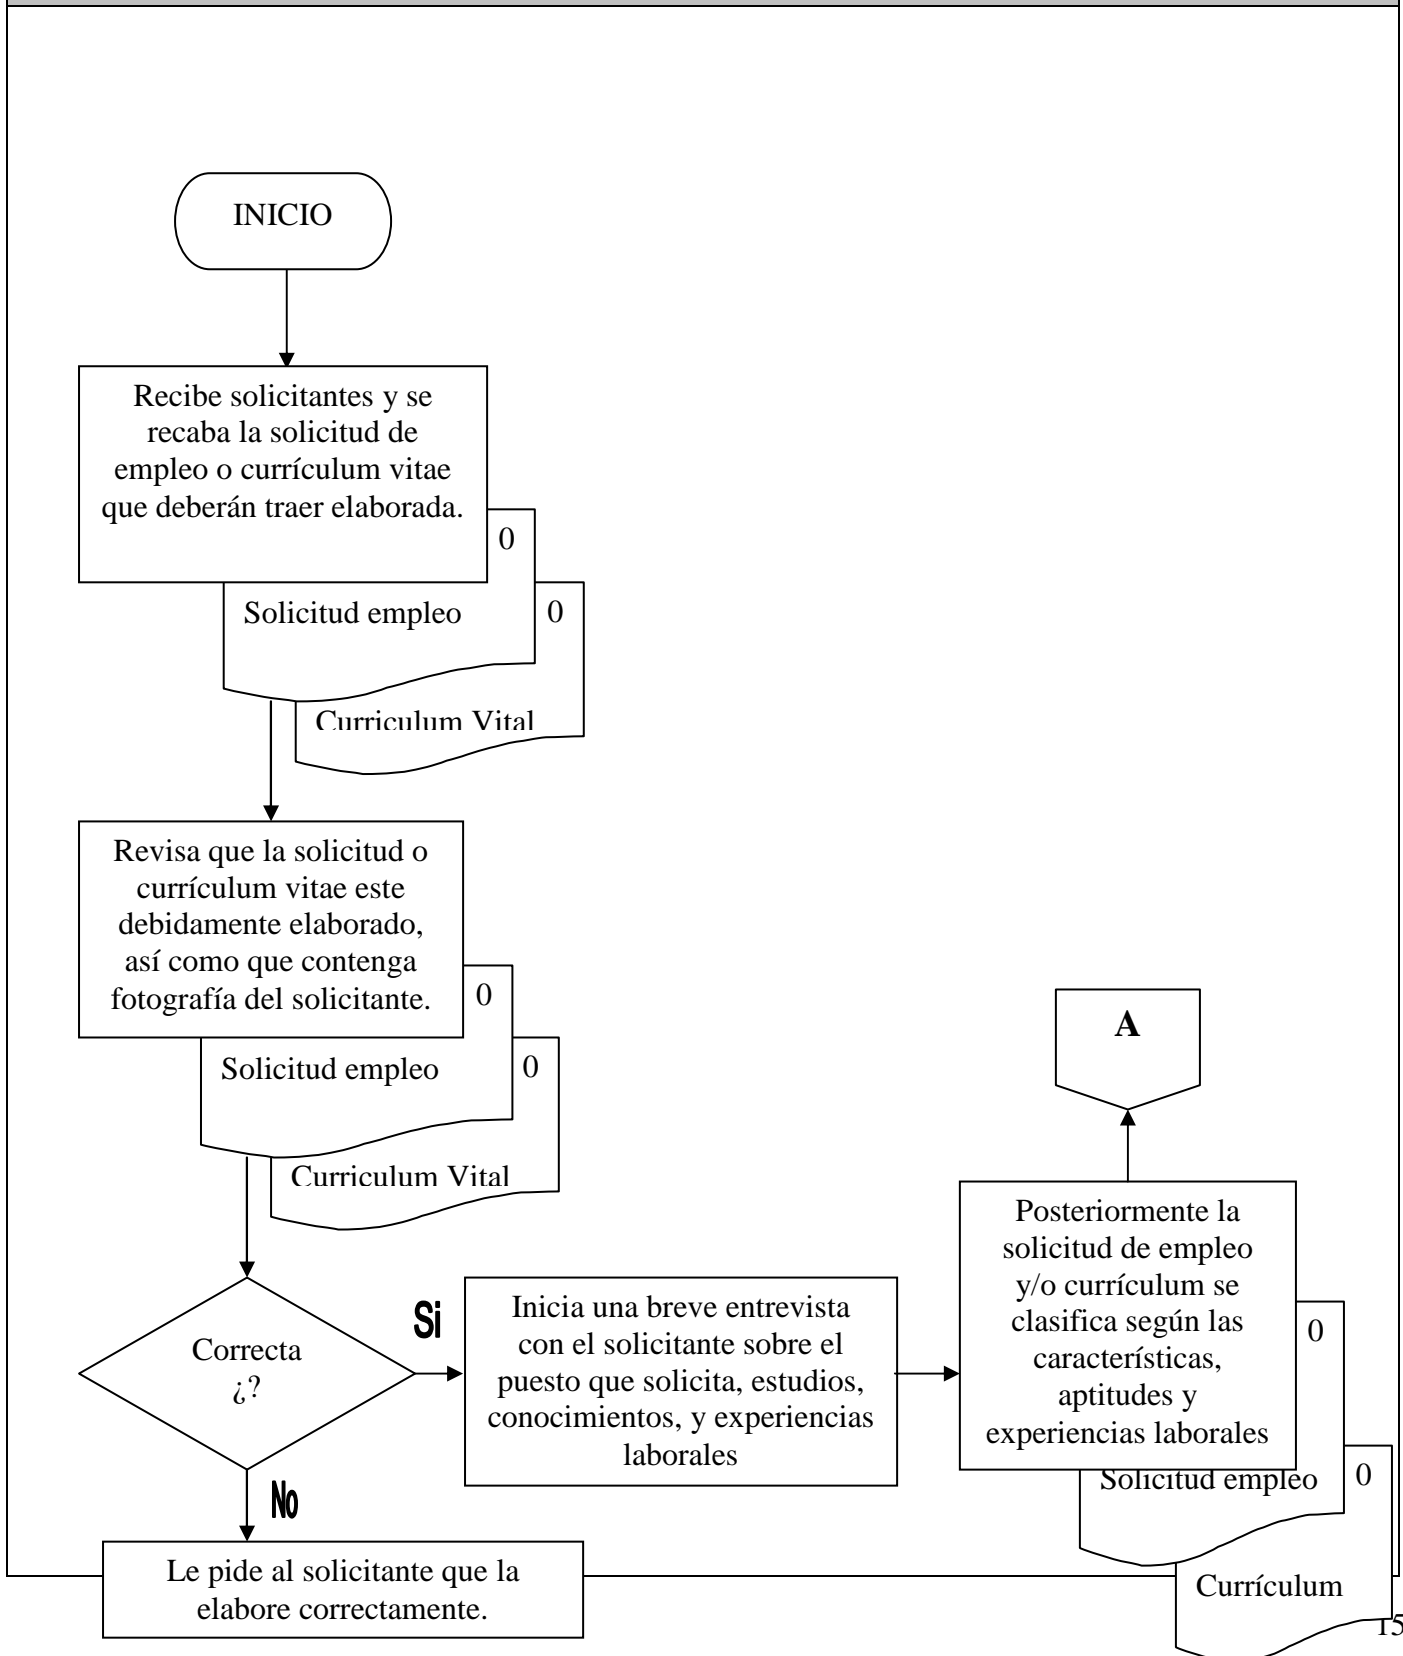 INICIO
Recibe solicitantes y se
recaba la solicitud de
empleo o currículum vitae
que deberán traer elaborada.
0
Solicitud empleo
0
Curriculum Vital
Revisa que la solicitud o
currículum vitae este
debidamente elaborado,
así como que contenga
fotografía del solicitante.
0
Solicitud empleo
0
Curriculum Vital
Correcta
¿?
Si
Inicia una breve entrevista
con el solicitante sobre el
puesto que solicita, estudios,
conocimientos, y experiencias
laborales
Posteriormente la
solicitud de empleo
y/o currículum se
clasifica según las
características,
aptitudes y
experiencias laborales
0
Solicitud empleo
0
Currículum
A
No
Le pide al solicitante que la
elabore correctamente.
15